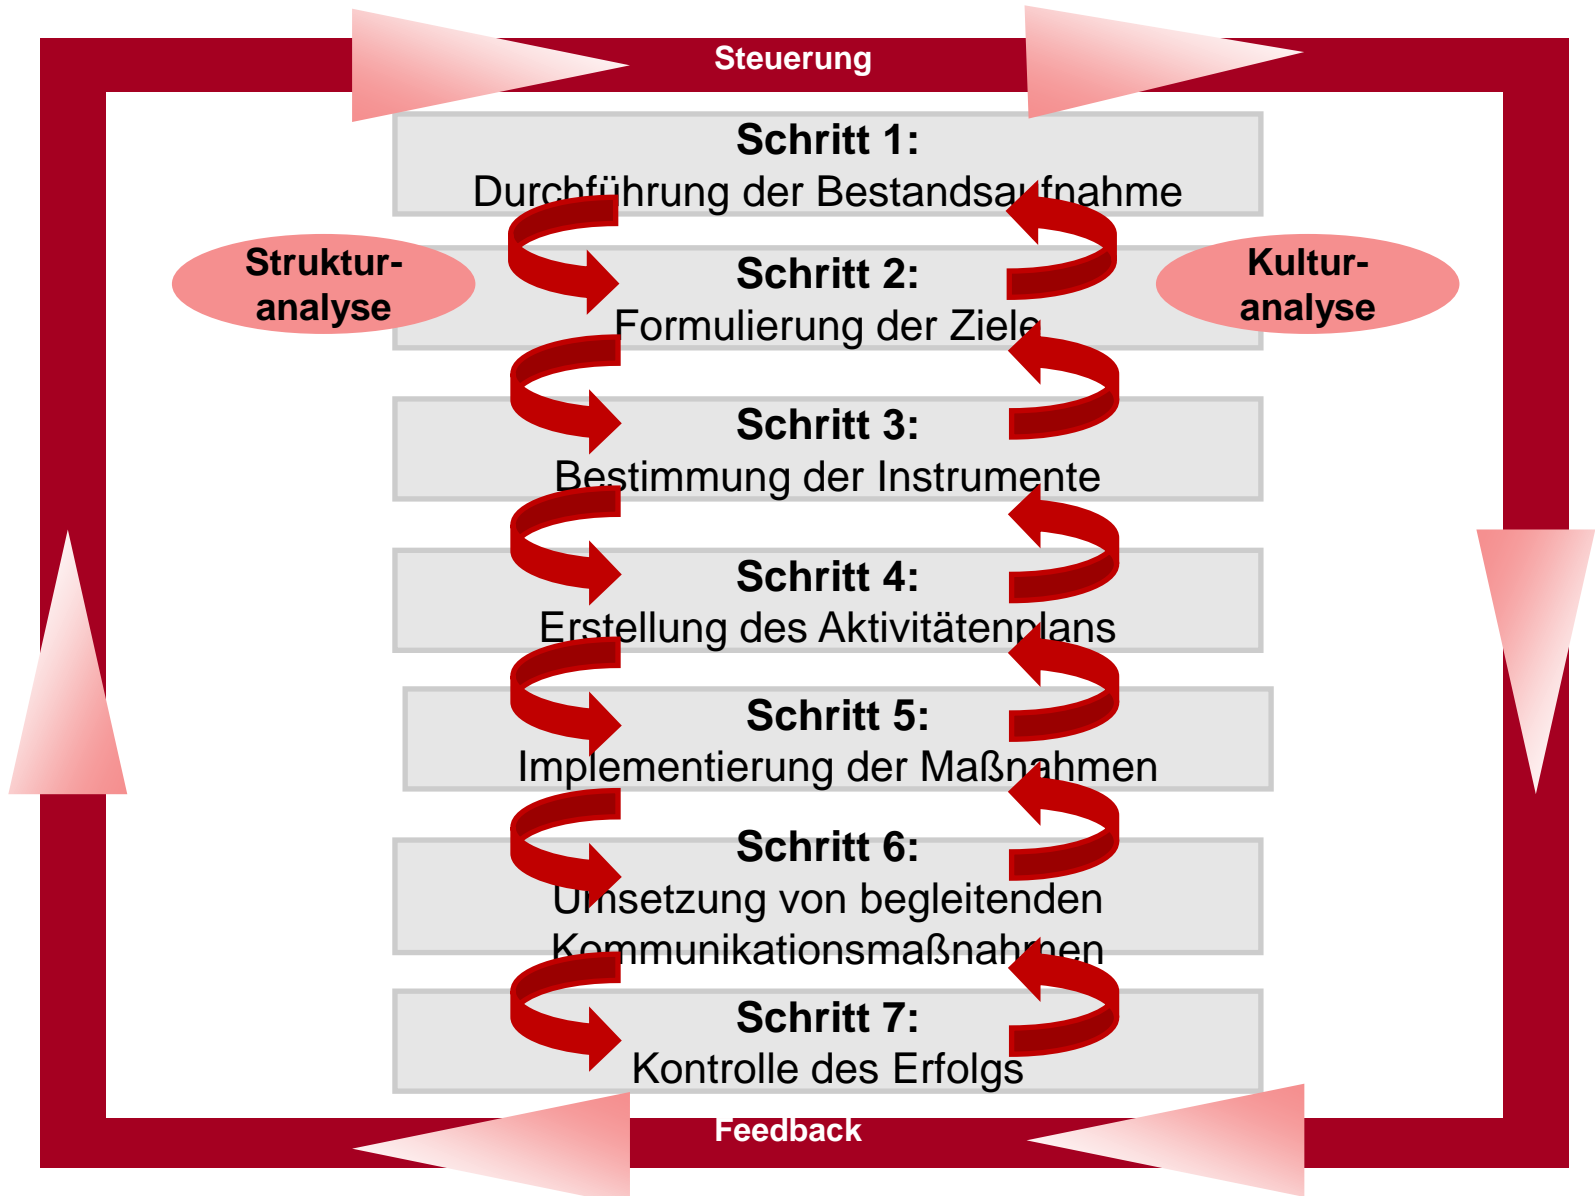 Steuerung
Schritt 1:
Durchführung der Bestandsaufnahme
Struktur-
analyse
Schritt 2:
Formulierung der Ziele
Kultur-
analyse
Schritt 3:
Bestimmung der Instrumente
Schritt 4:
Erstellung des Aktivitätenplans
Schritt 5:
Implementierung der Maßnahmen
Schritt 6:
Umsetzung von begleitenden
Kommunikationsmaßnahmen
Schritt 7:
Kontrolle des Erfolgs
Feedback